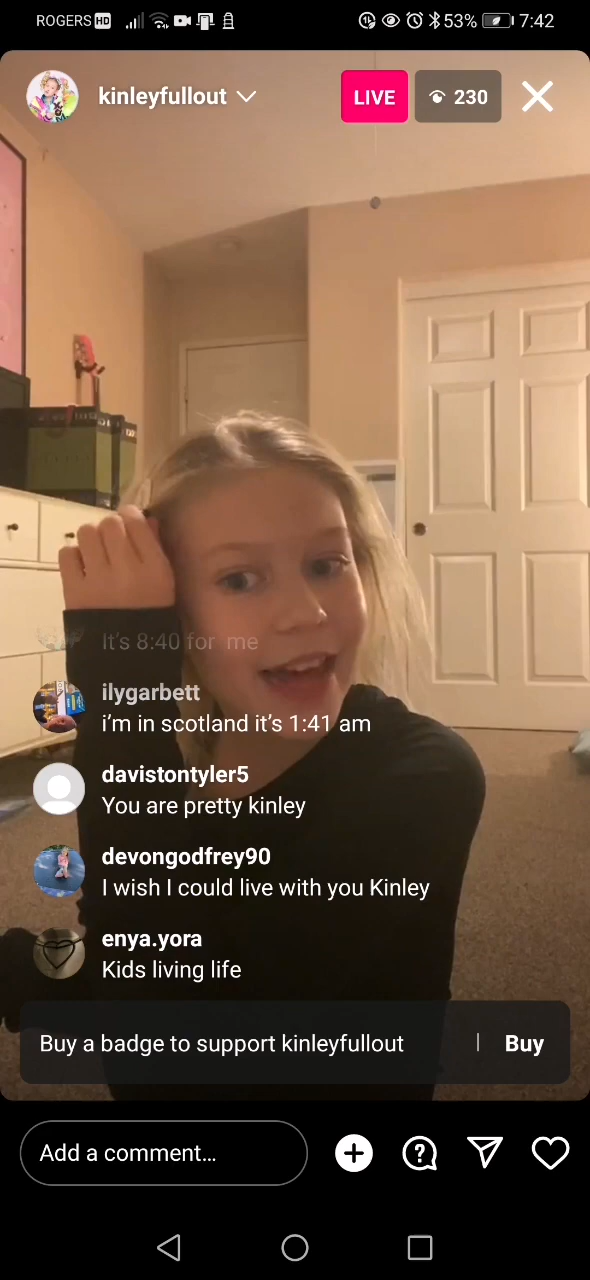 ROGERS HD
53%
7:42
kinleyfullout
LIVE
230
It's 8:40 for me
ilygarbett
i'm in scotland it's 1:41 am
davistontyler5
You are pretty kinley
devongodfrey90
I wish I could live with you Kinley
enya.yora
Kids living life
Buy a badge to support kinleyfullout | Buy
Add a comment...